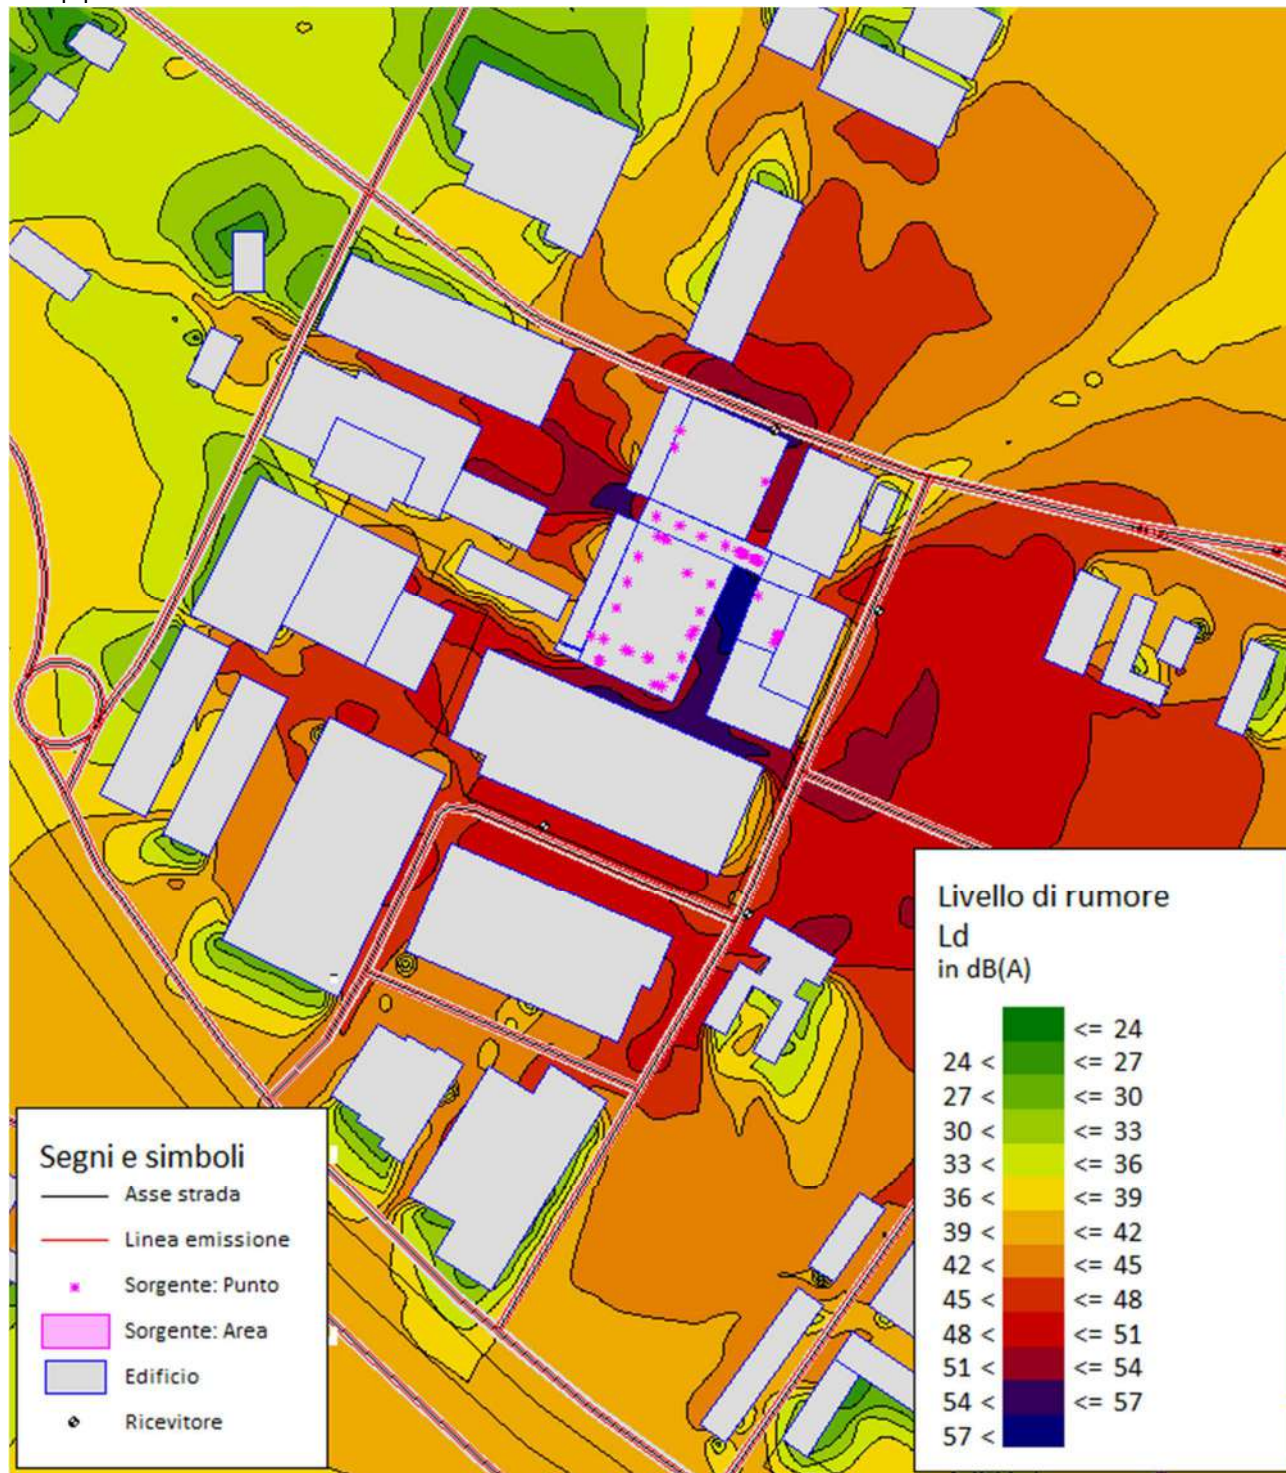 Segni e simboli
Asse strada
Linea emissione
Sorgente: Punto
Sorgente: Area
Edificio
Ricevitore
Livello di rumore
Ld
in dB(A)
<= 24
24 < <= 27
27 < <= 30
30 < <= 33
33 < <= 36
36 < <= 39
39 < <= 42
42 < <= 45
45 < <= 48
48 < <= 51
51 < <= 54
54 < <= 57
57 <